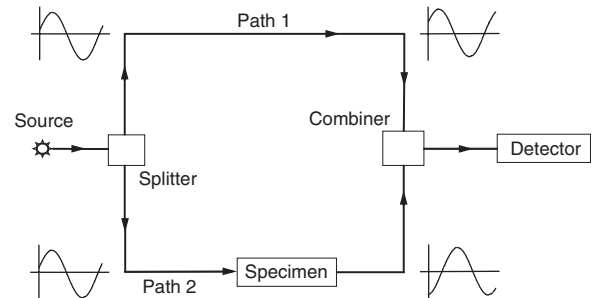 Path 1
Source
Combiner
Detector
Splitter
Specimen
Path 2